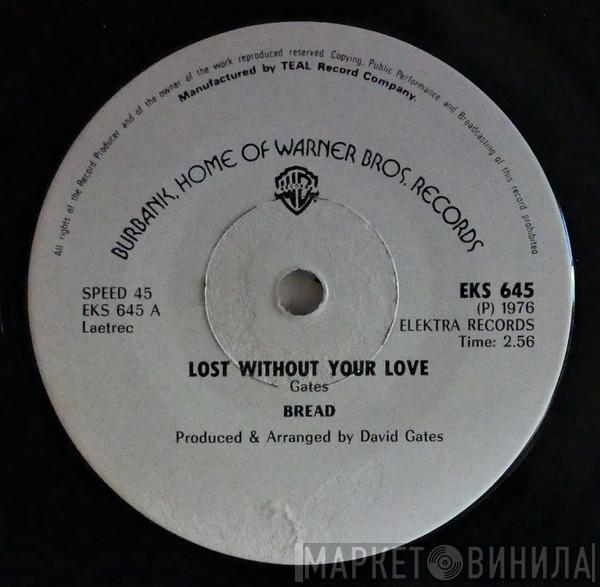 All rights of the Record Producer and of the owner of the work reproduced reserved Copying, Public Performance and Broadcasting of this record prohibited.
Manufactured by TEAL Record Company.
BURBANK, HOME OF WARNER BROS. RECORDS
SPEED 45
EKS 645 A
Laetrec
EKS 645
(P) 1976
ELEKTRA RECORDS
Time: 2.56
LOST WITHOUT YOUR LOVE
Gates
BREAD
Produced & Arranged by David Gates
МАРКЕТ ВИНИЛА